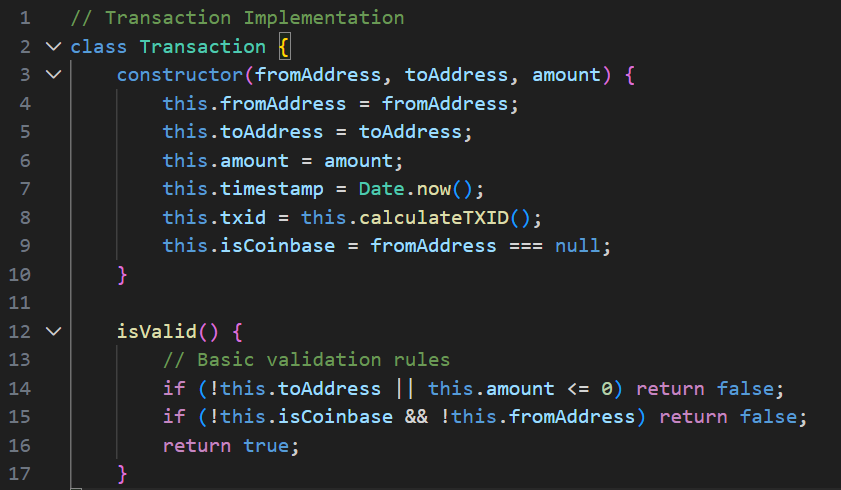 1 // Transaction Implementation
2 class Transaction {
3     constructor(fromAddress, toAddress, amount) {
4         this.fromAddress = fromAddress;
5         this.toAddress = toAddress;
6         this.amount = amount;
7         this.timestamp = Date.now();
8         this.txid = this.calculateTXID();
9         this.isCoinbase = fromAddress === null;
10     }
11
12     isValid() {
13         // Basic validation rules
14         if (!this.toAddress || this.amount <= 0) return false;
15         if (!this.isCoinbase && !this.fromAddress) return false;
16         return true;
17     }